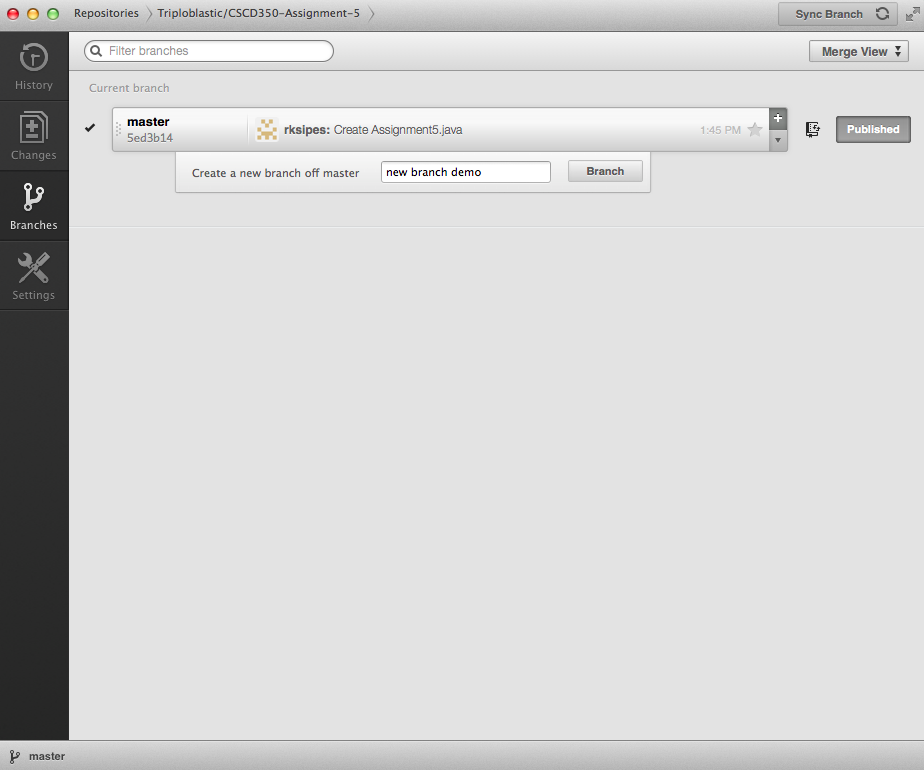 Repositories Triploblastic/CSCD350-Assignment-5 Sync Branch
Filter branches Merge View
History
Current branch
master
5ed3b14
rksipes: Create Assignment5.java 1:45 PM + Published
Changes
Create a new branch off master new branch demo Branch
Branches
Settings
master